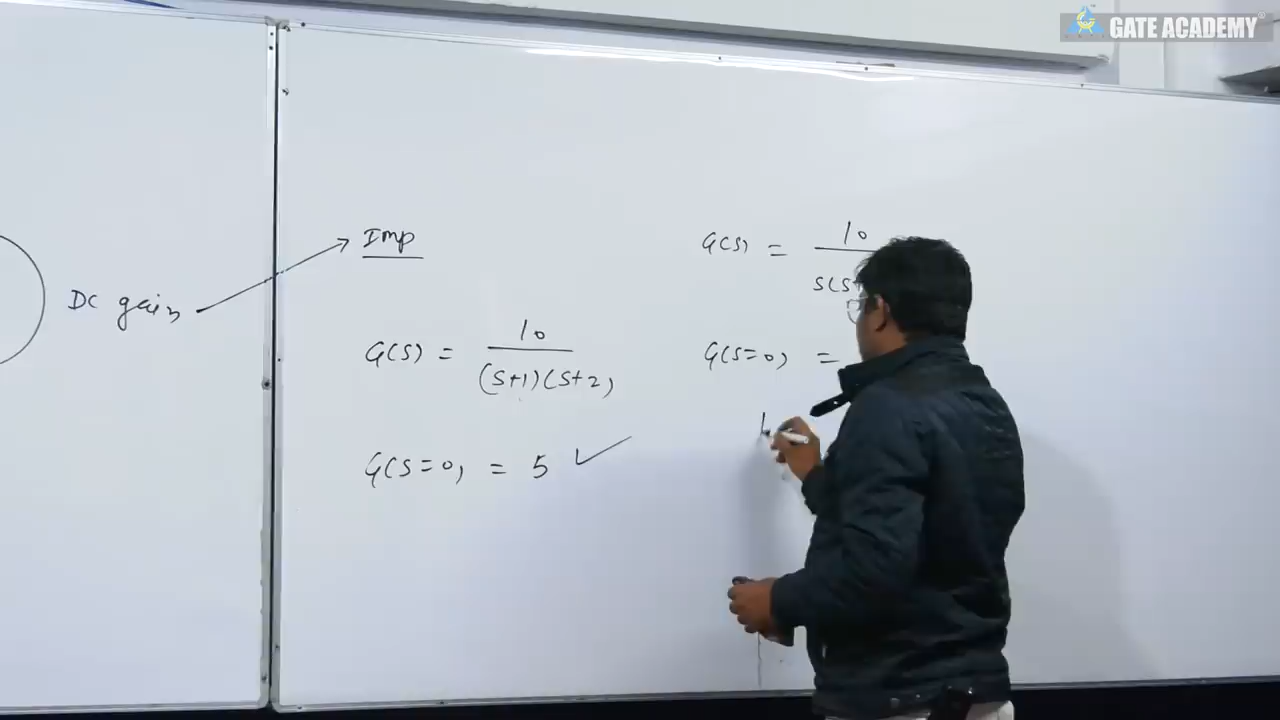 GATE ACADEMY
DC gain
Imp
G(s) = 10 / (s+1)(s+2)
G(s=0) = 5 ✓
G(s) = 10 / s(s+
G(s=0) =